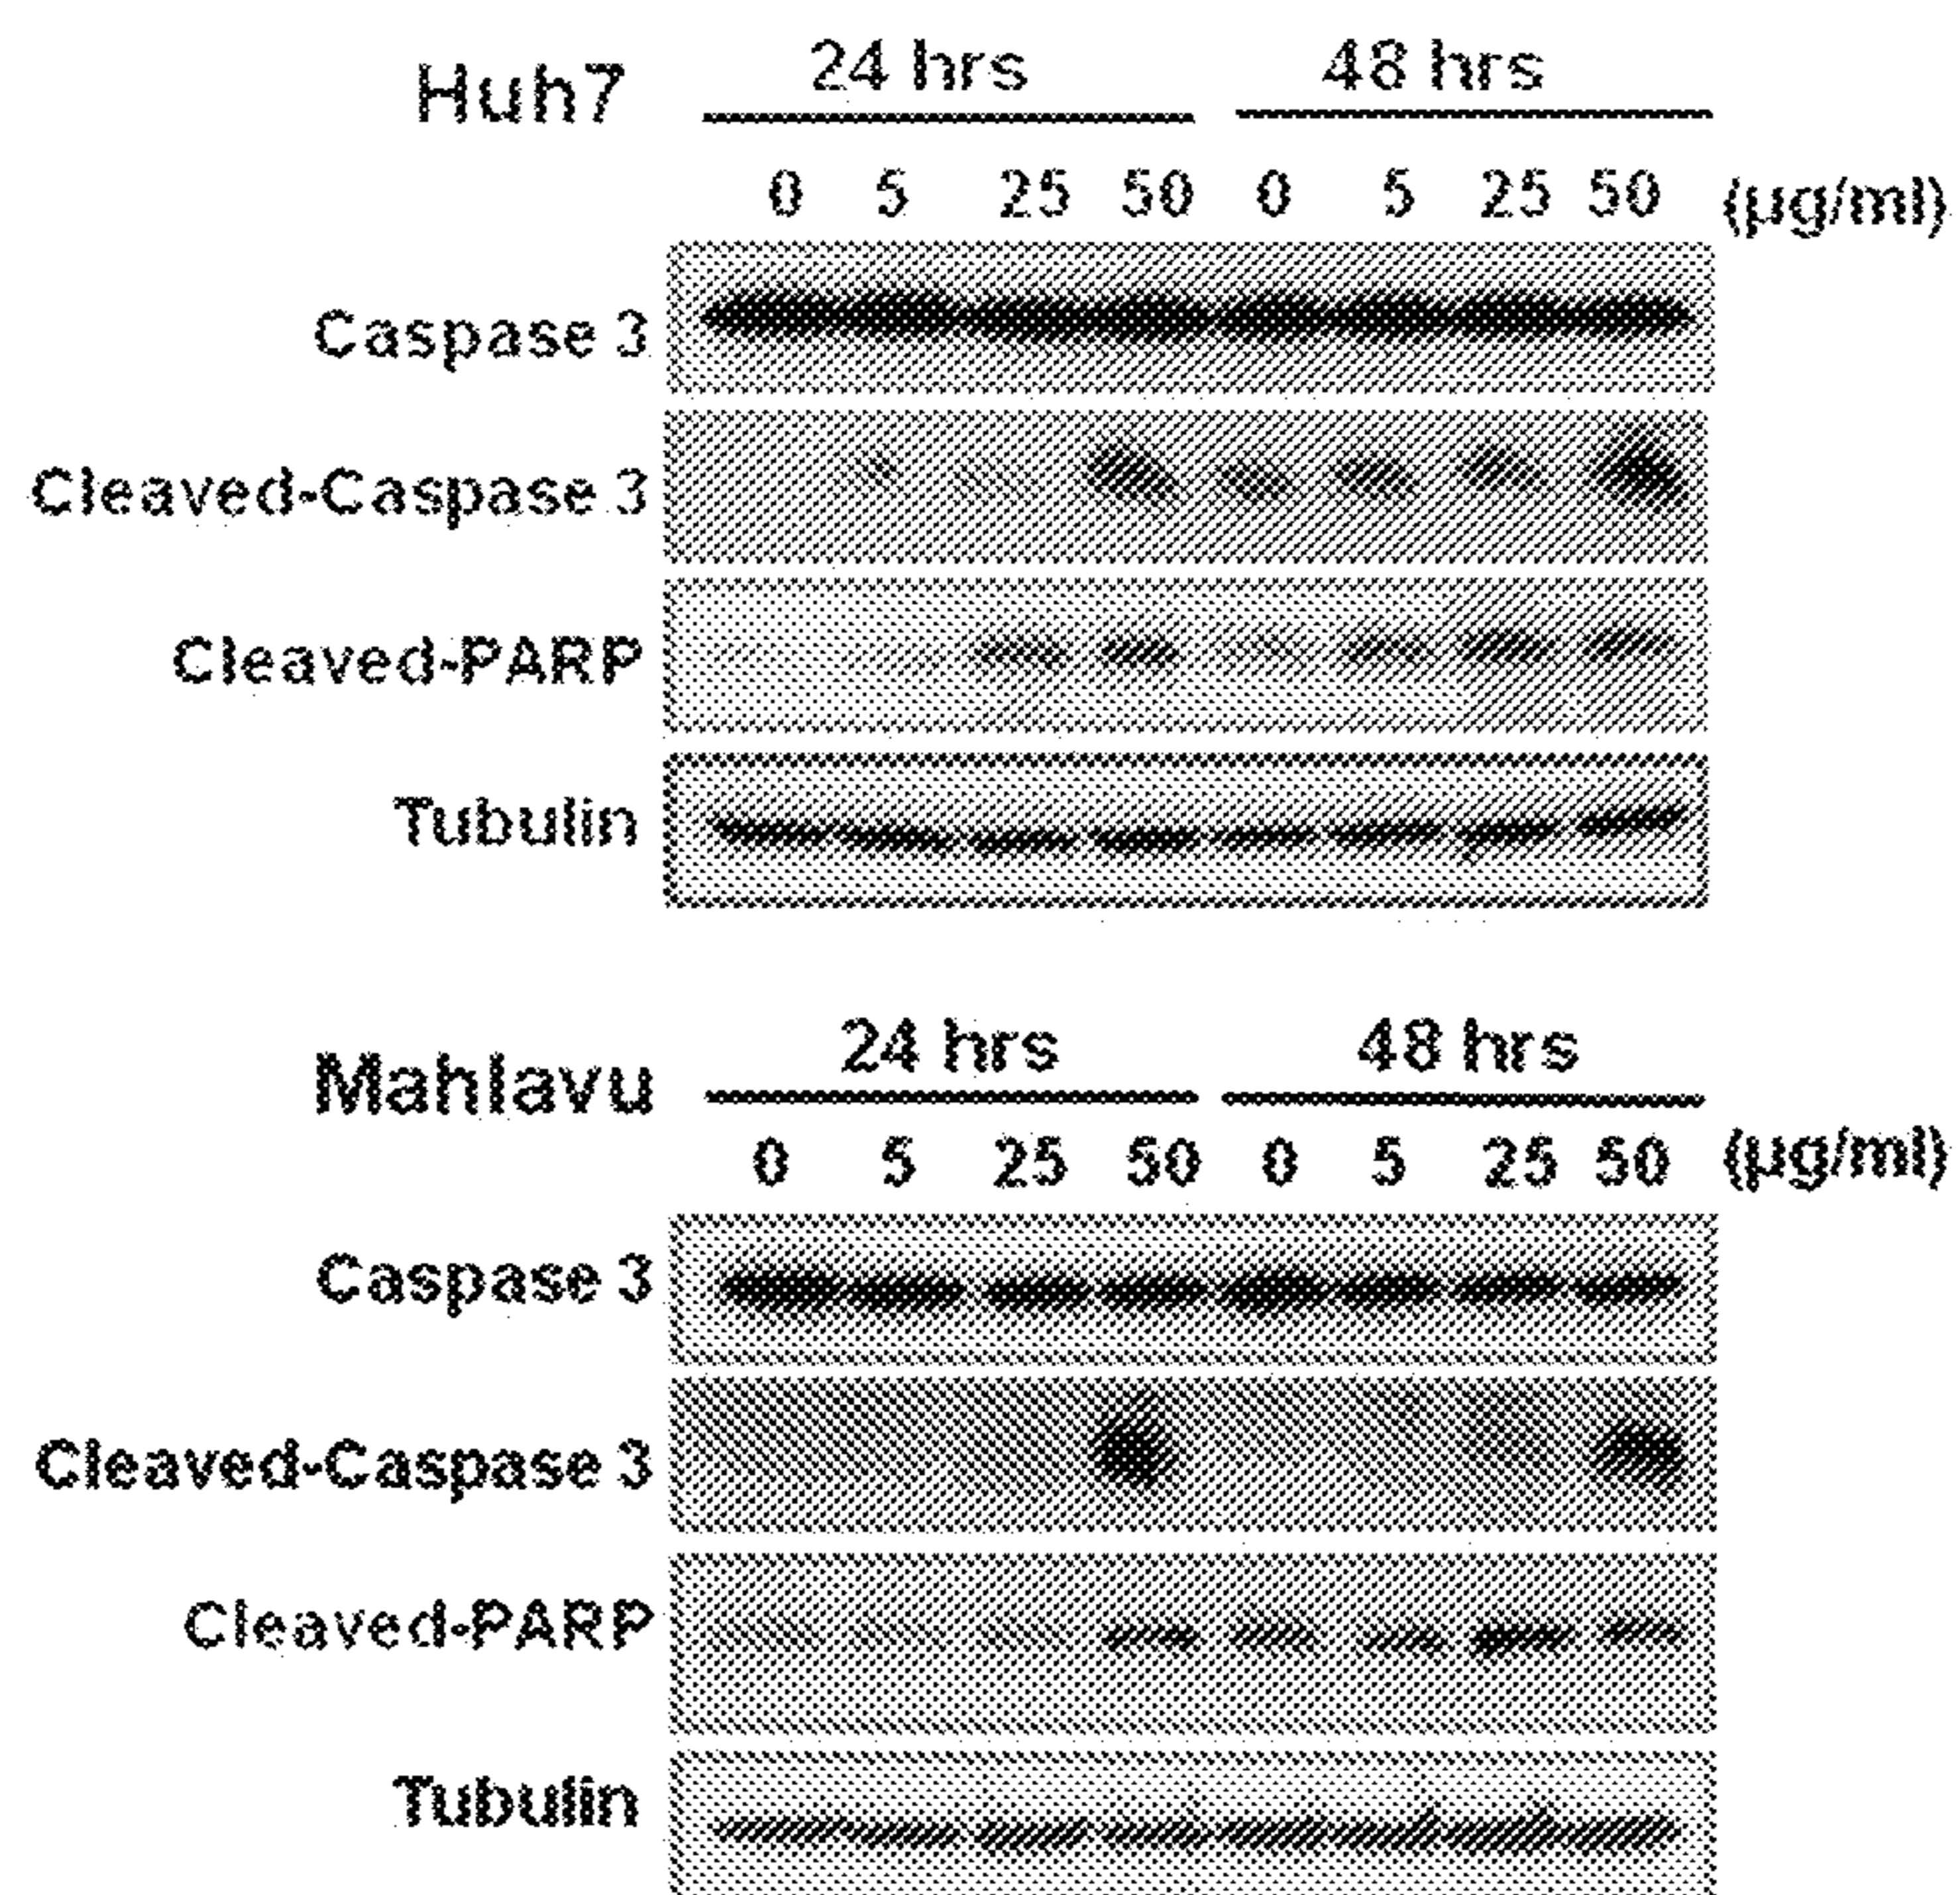 Huh7 24 hrs 48 hrs
0 5 25 50 0 5 25 50 (µg/ml)
Caspase 3
Cleaved-Caspase 3
Cleaved-PARP
Tubulin
Mahlavu 24 hrs 48 hrs
0 5 25 50 0 5 25 50 (µg/ml)
Caspase 3
Cleaved-Caspase 3
Cleaved-PARP
Tubulin